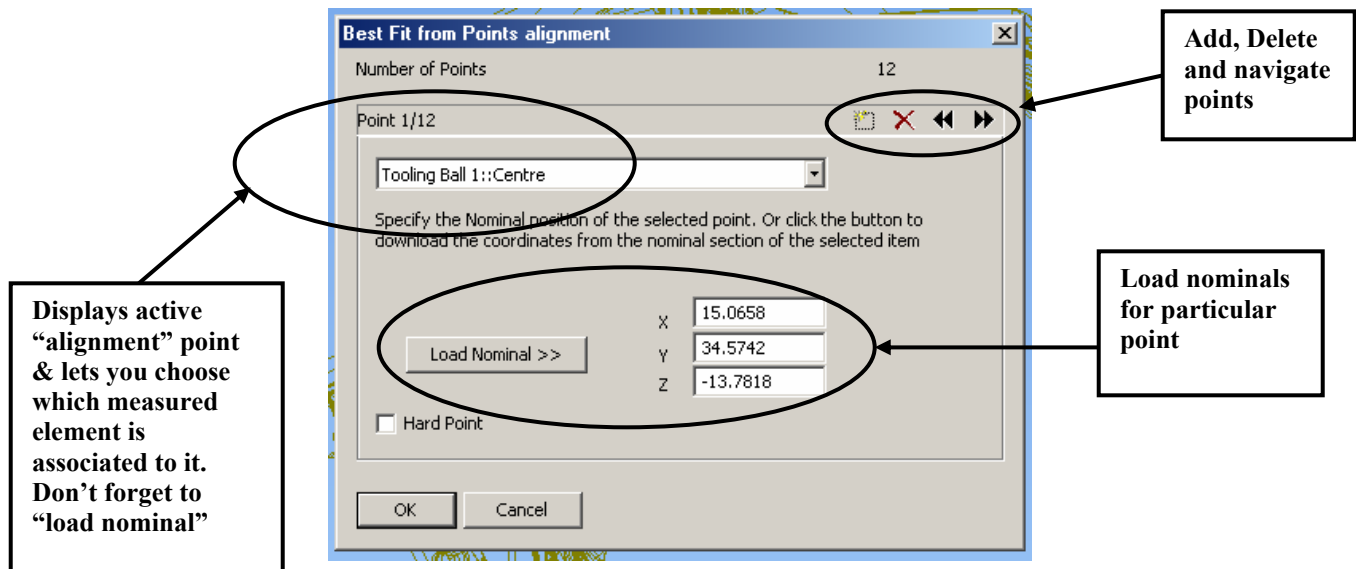 Best Fit from Points alignment
Number of Points 12
Point 1/12
Tooling Ball 1::Centre
Specify the Nominal position of the selected point. Or click the button to
download the coordinates from the nominal section of the selected item
Load Nominal >>
X 15.0658
Y 34.5742
Z -13.7818
Hard Point
OK Cancel
Add, Delete
and navigate
points
Load nominals
for particular
point
Displays active
“alignment” point
& lets you choose
which measured
element is
associated to it.
Don’t forget to
“load nominal”